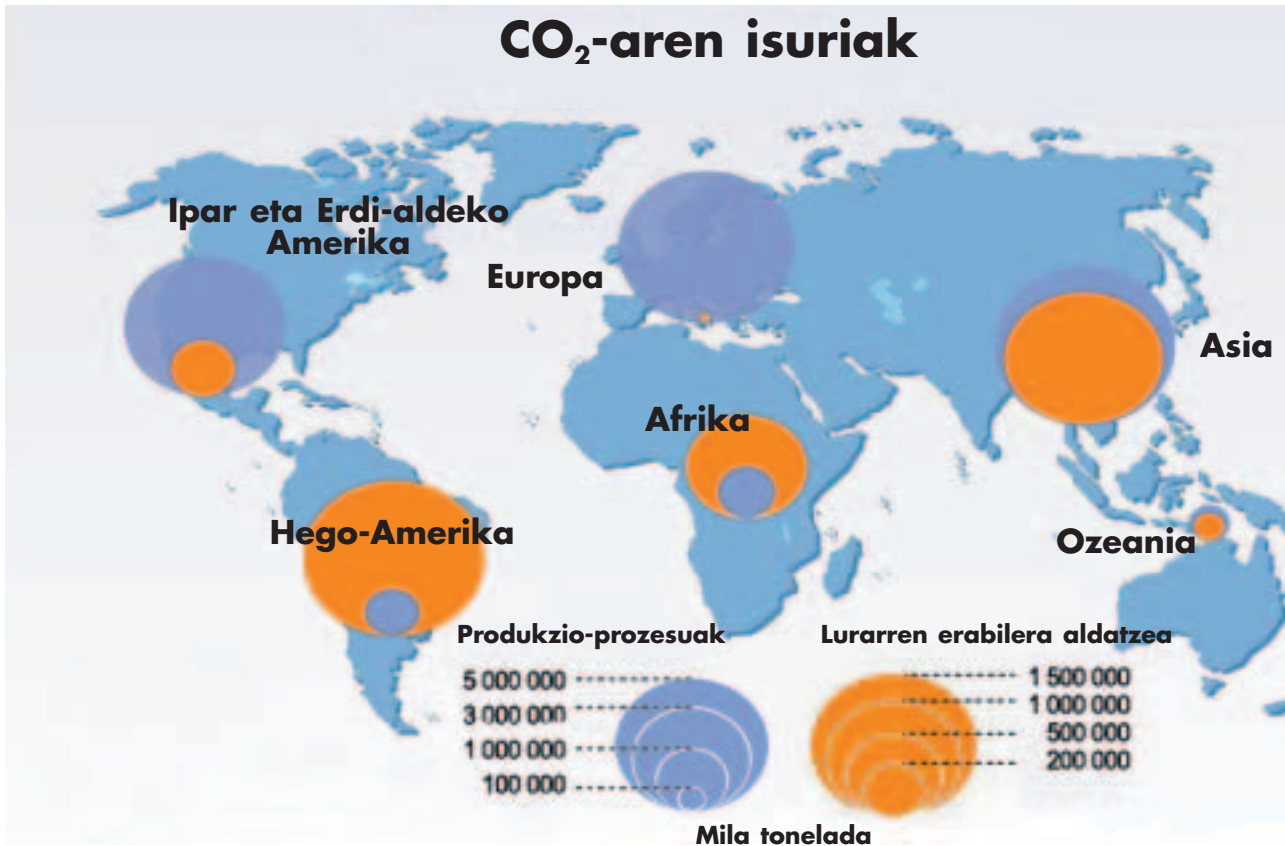 CO₂-aren isuriak
Ipar eta Erdi-aldeko
Amerika
Europa
Asia
Afrika
Hego-Amerika
Ozeania
Produkzio-prozesuak
5 000 000
3 000 000
1 000 000
100 000
Lurarren erabilera aldatzea
1 500 000
1 000 000
500 000
200 000
Mila tonelada